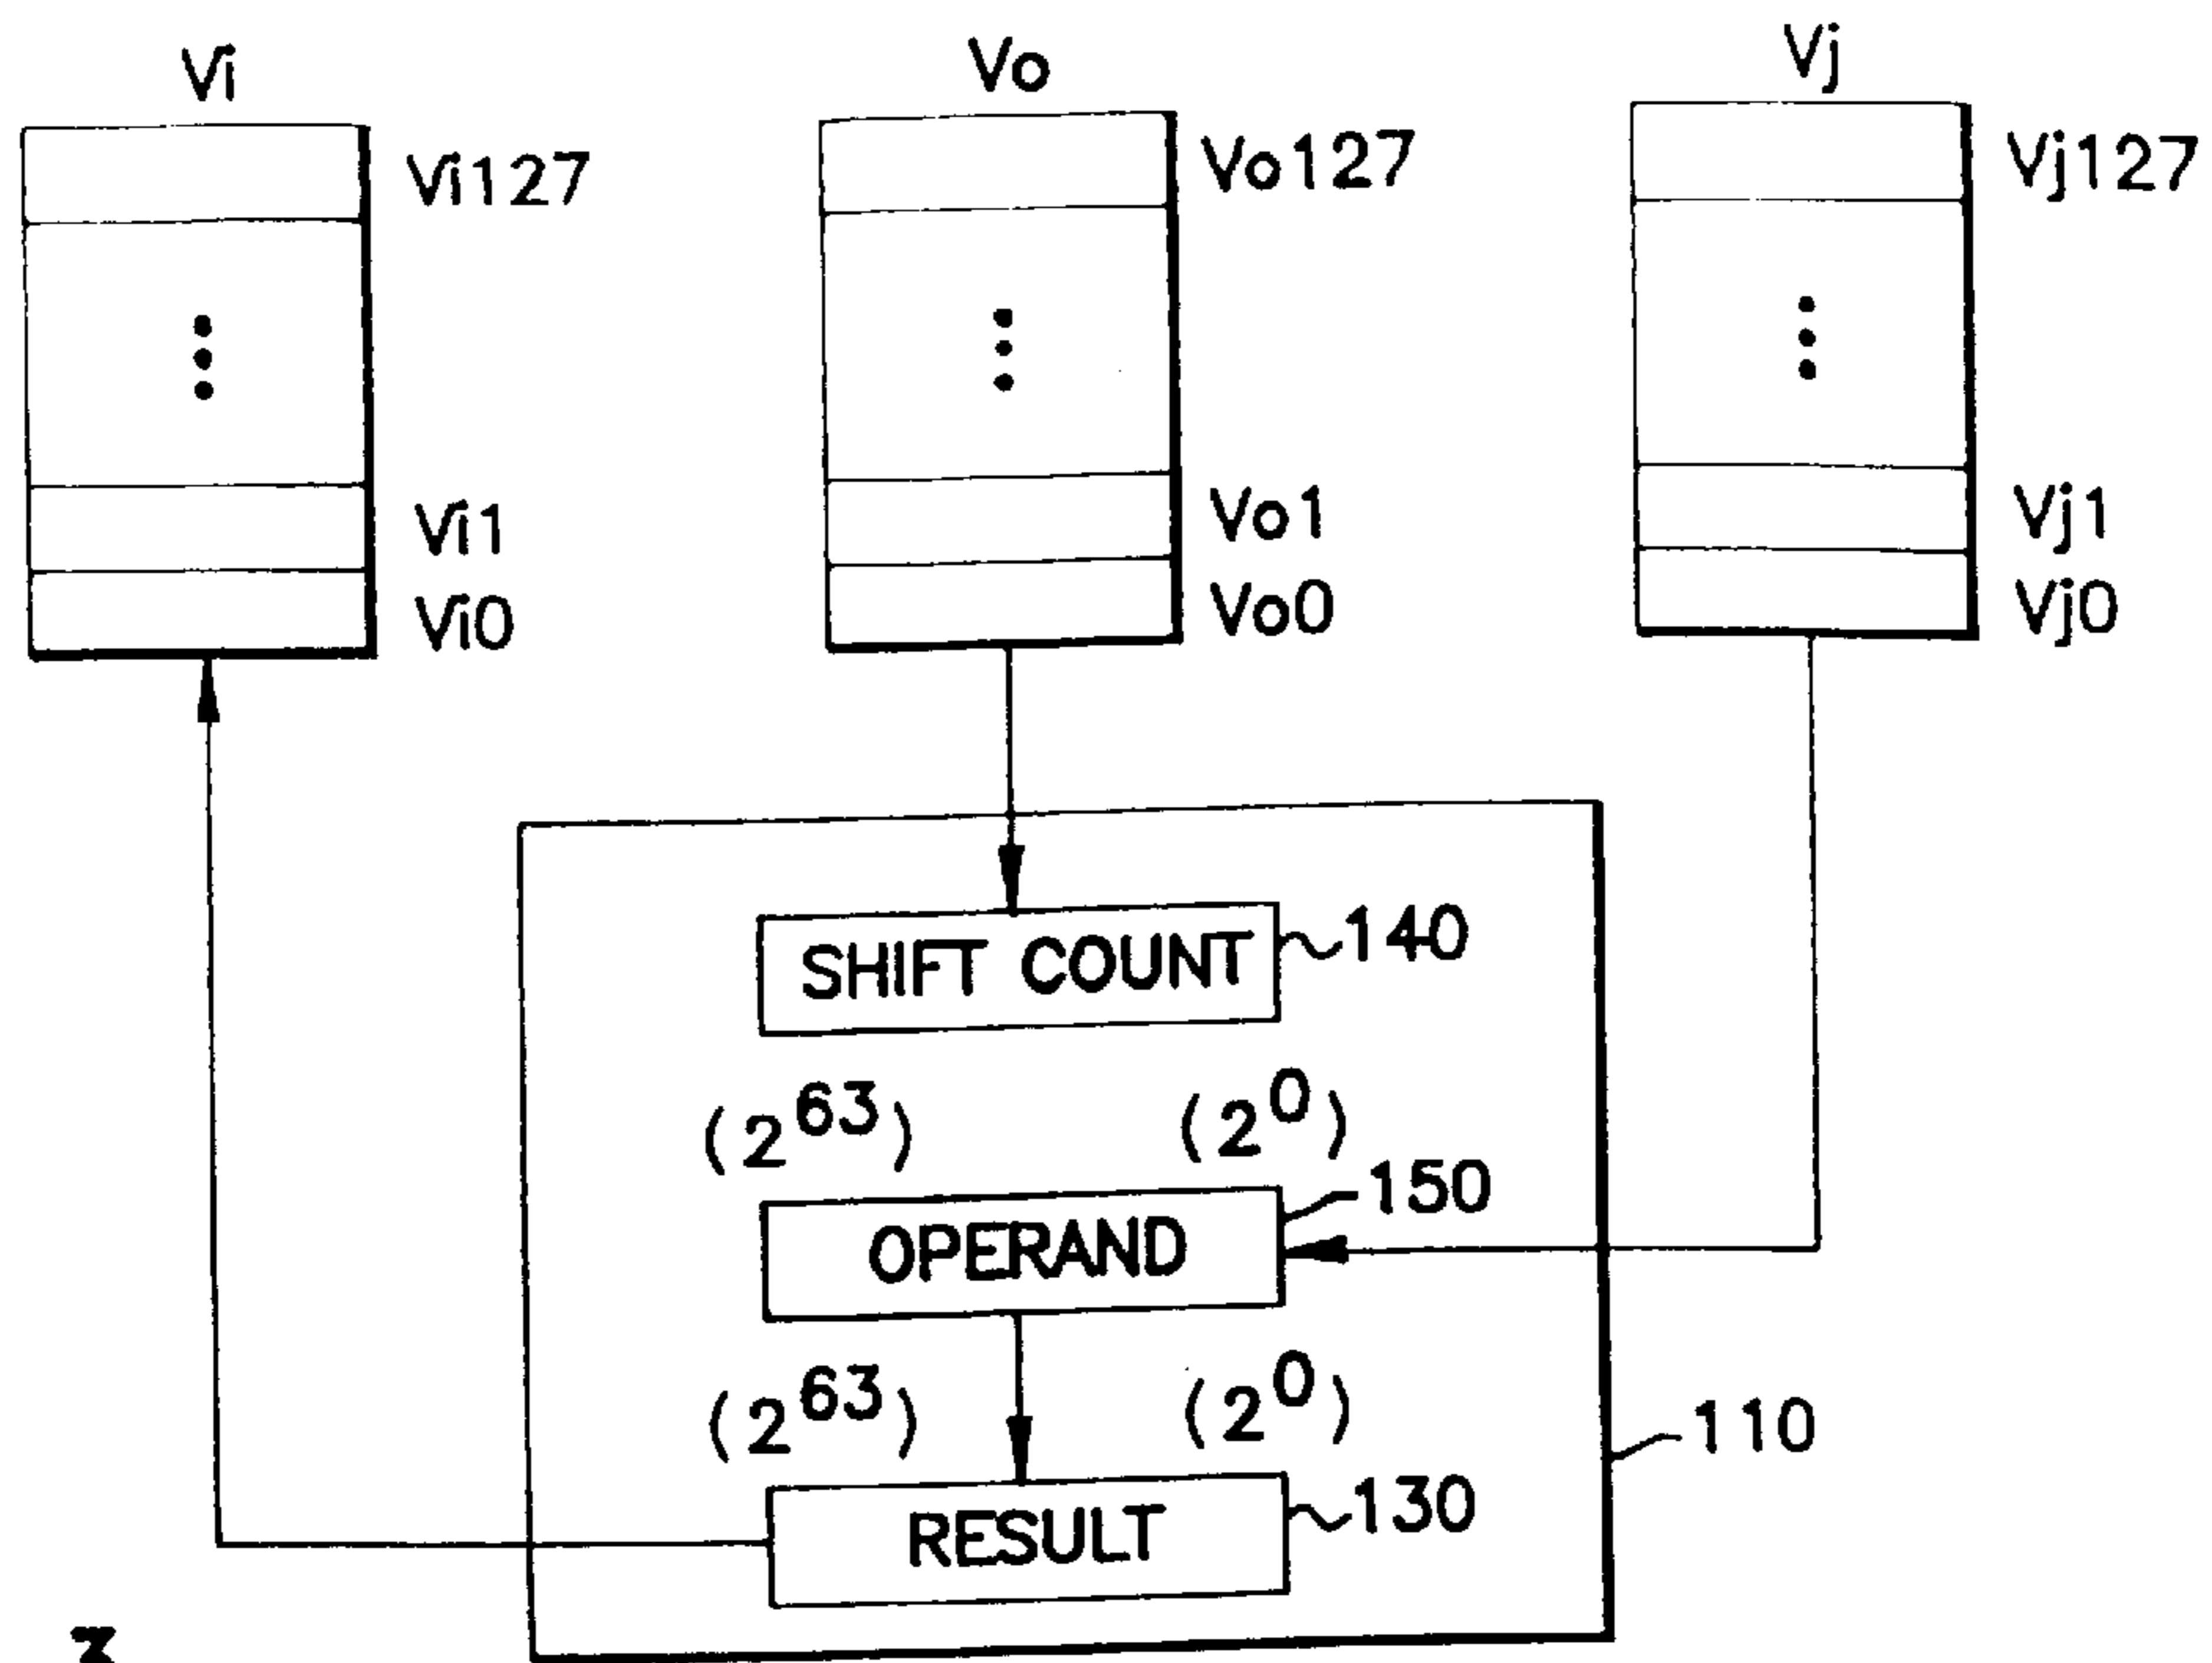 Vi
Vo
Vj
Vi127
Vo127
Vj127
Vi1
Vo1
Vj1
Vi0
Vo0
Vj0
SHIFT COUNT
140
(2^63)
(2^0)
150
OPERAND
(2^63)
(2^0)
110
RESULT
130